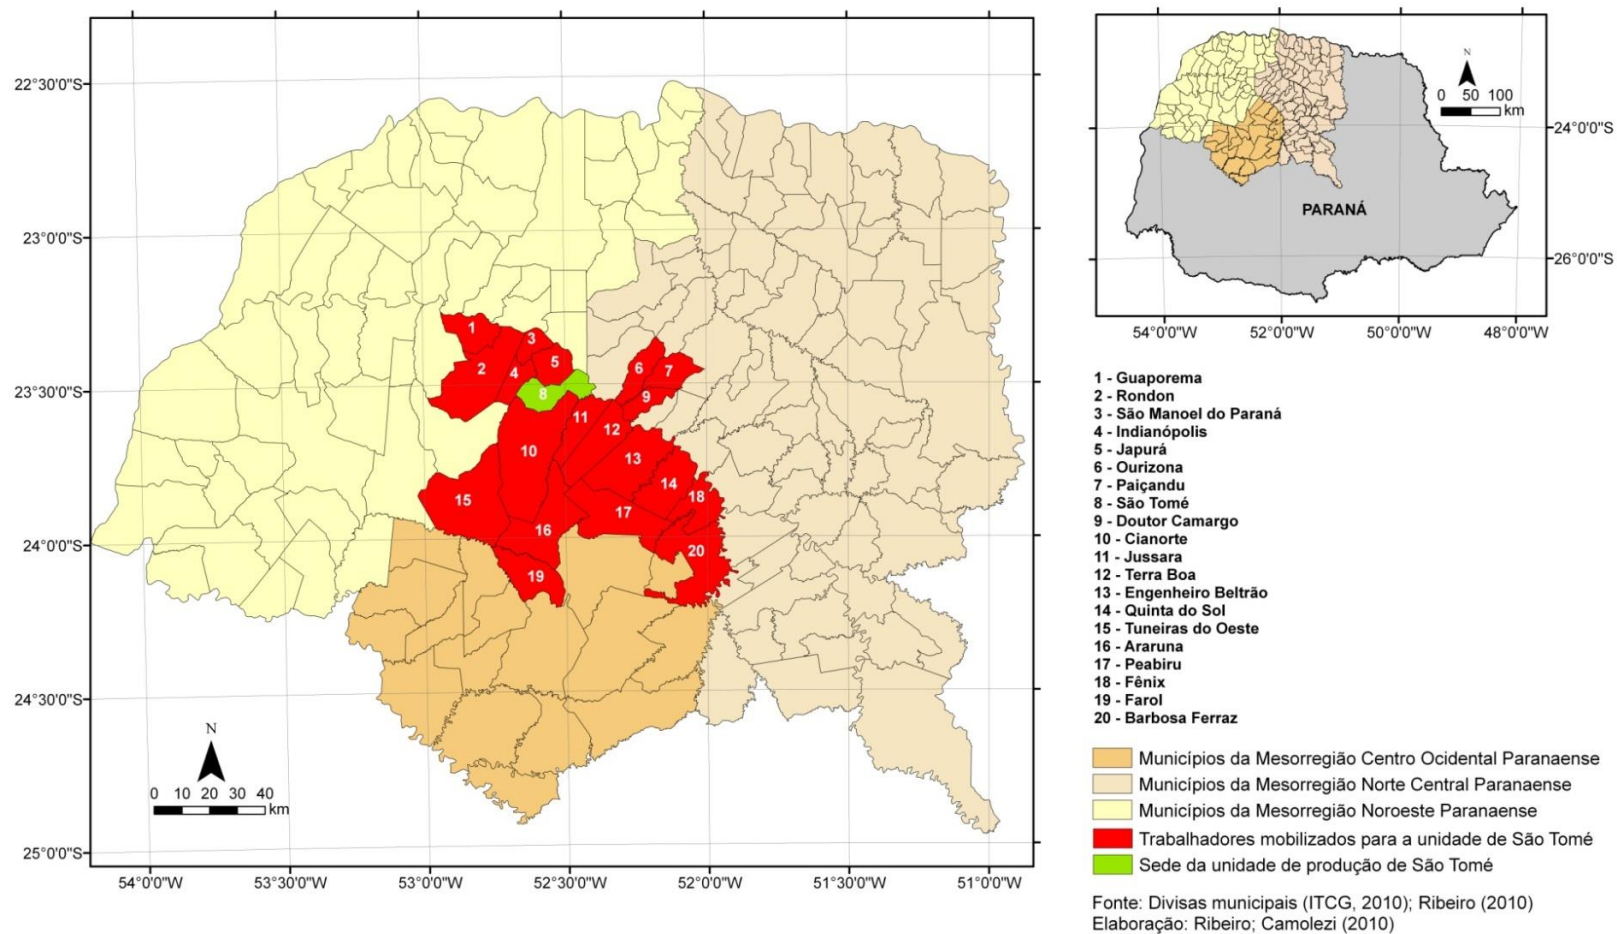 22°30'0"S
23°0'0"S
23°30'0"S
24°0'0"S
24°30'0"S
25°0'0"S
54°0'0"W
53°30'0"W
53°0'0"W
52°30'0"W
52°0'0"W
51°30'0"W
51°0'0"W
1
2
3
4
5
6
7
8
9
10
11
12
13
14
15
16
17
18
19
20
N
0 10 20 30 40
km
N
0 50 100
km
PARANÁ
24°0'0"S
26°0'0"S
54°0'0"W
52°0'0"W
50°0'0"W
48°0'0"W
1 - Guaporema
2 - Rondon
3 - São Manoel do Paraná
4 - Indianópolis
5 - Japurá
6 - Ourizona
7 - Paiçandu
8 - São Tomé
9 - Doutor Camargo
10 - Cianorte
11 - Jussara
12 - Terra Boa
13 - Engenheiro Beltrão
14 - Quinta do Sol
15 - Tuneiras do Oeste
16 - Araruna
17 - Peabiru
18 - Fênix
19 - Farol
20 - Barbosa Ferraz
Municípios da Mesorregião Centro Ocidental Paranaense
Municípios da Mesorregião Norte Central Paranaense
Municípios da Mesorregião Noroeste Paranaense
Trabalhadores mobilizados para a unidade de São Tomé
Sede da unidade de produção de São Tomé
Fonte: Divisas municipais (ITCG, 2010); Ribeiro (2010)
Elaboração: Ribeiro; Camolezi (2010)